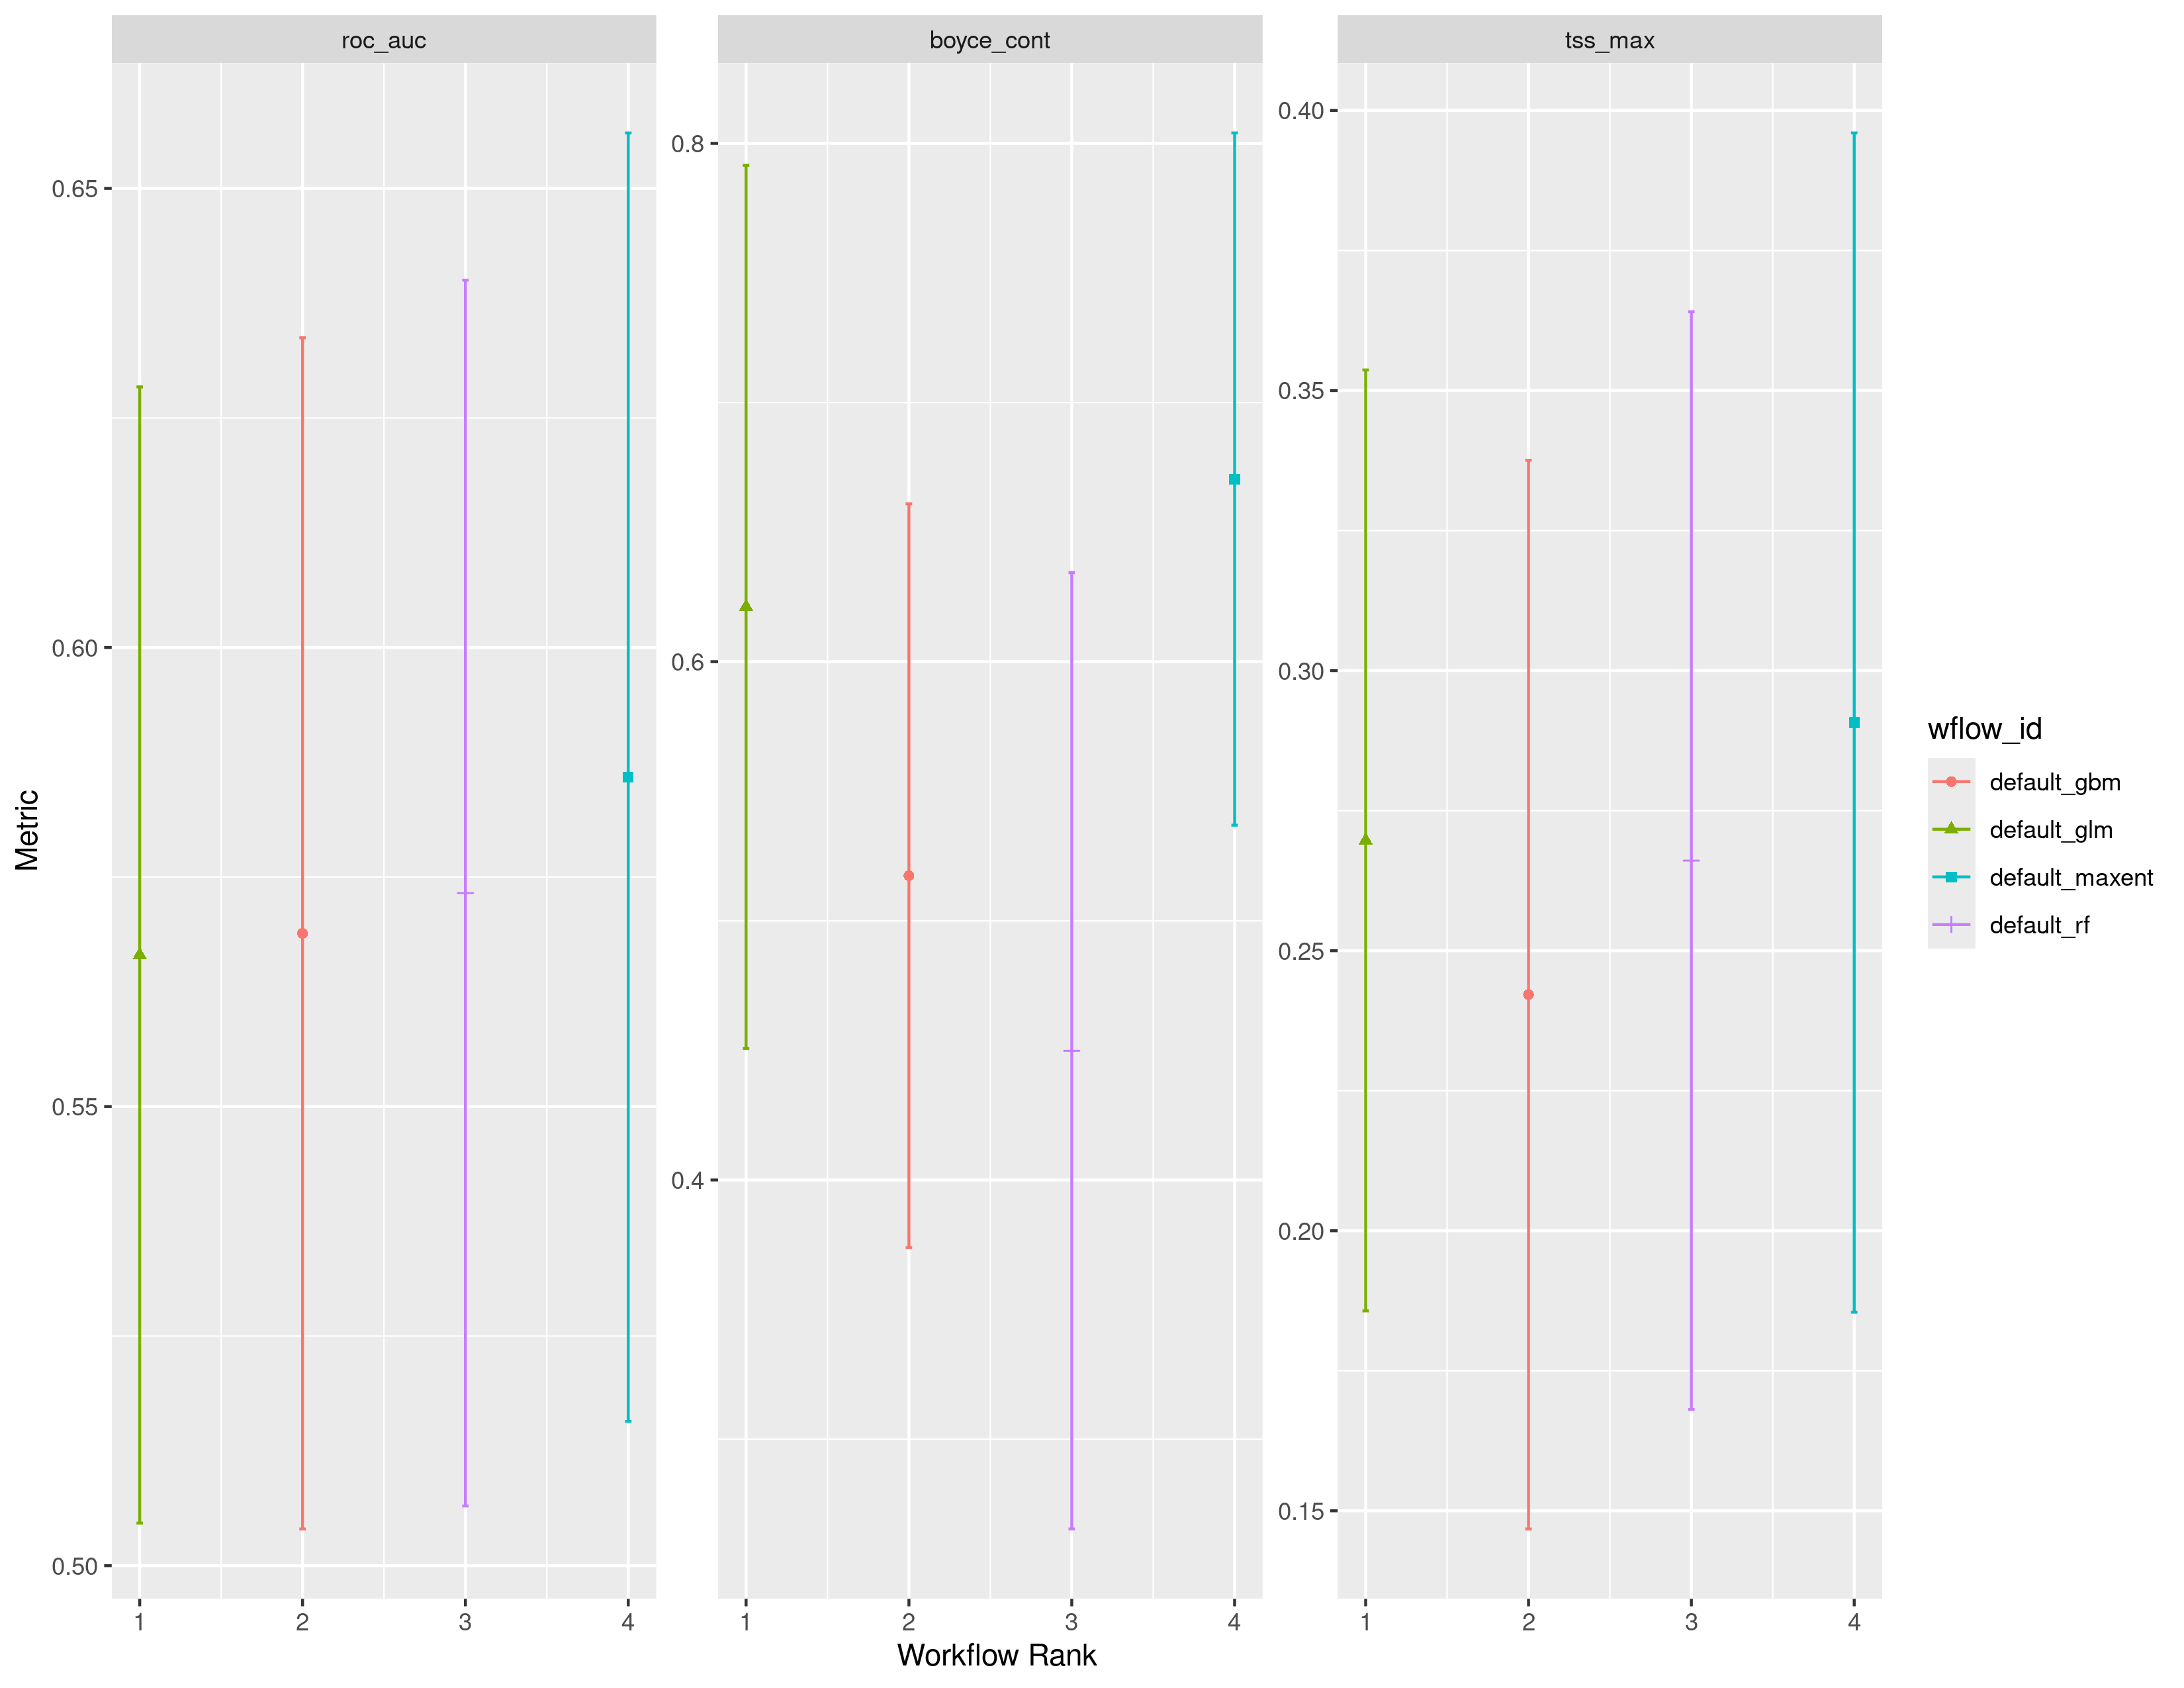 roc_auc
boyce_cont
tss_max
Metric
0.65
0.60
0.55
0.50
0.8
0.6
0.4
0.40
0.35
0.30
0.25
0.20
0.15
1 2 3 4
1 2 3 4
1 2 3 4
Workflow Rank
wflow_id
default_gbm
default_glm
default_maxent
default_rf